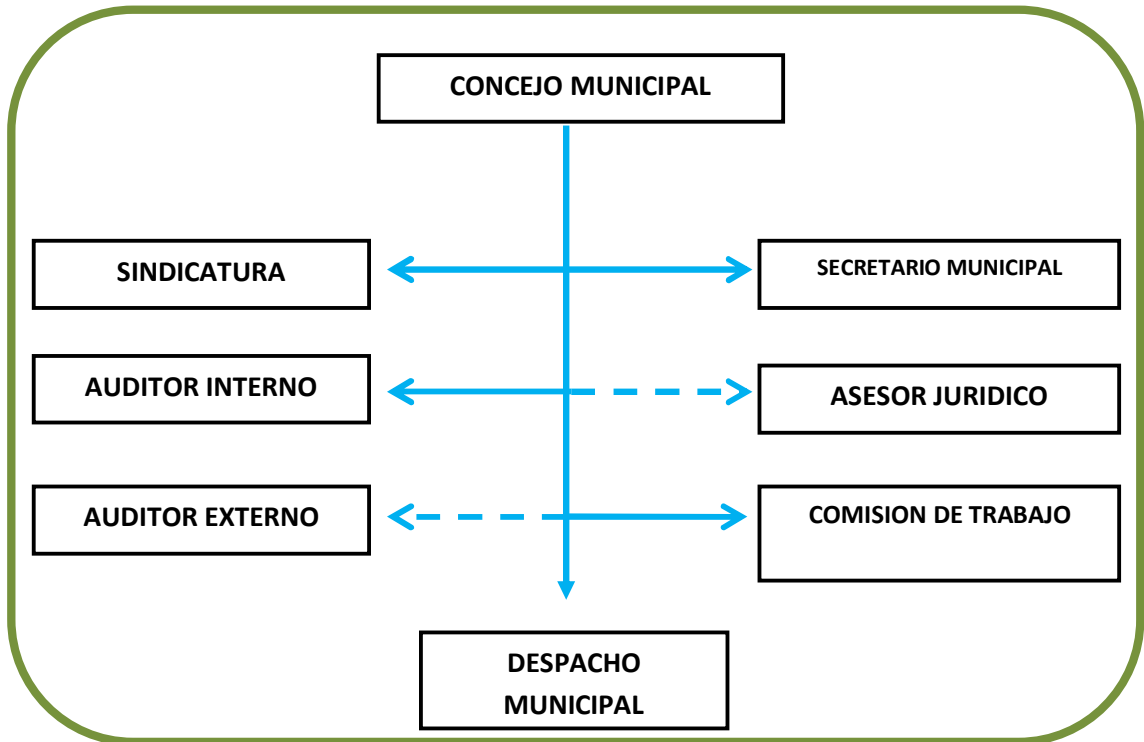 CONCEJO MUNICIPAL
SINDICATURA
SECRETARIO MUNICIPAL
AUDITOR INTERNO
ASESOR JURIDICO
AUDITOR EXTERNO
COMISION DE TRABAJO
DESPACHO
MUNICIPAL